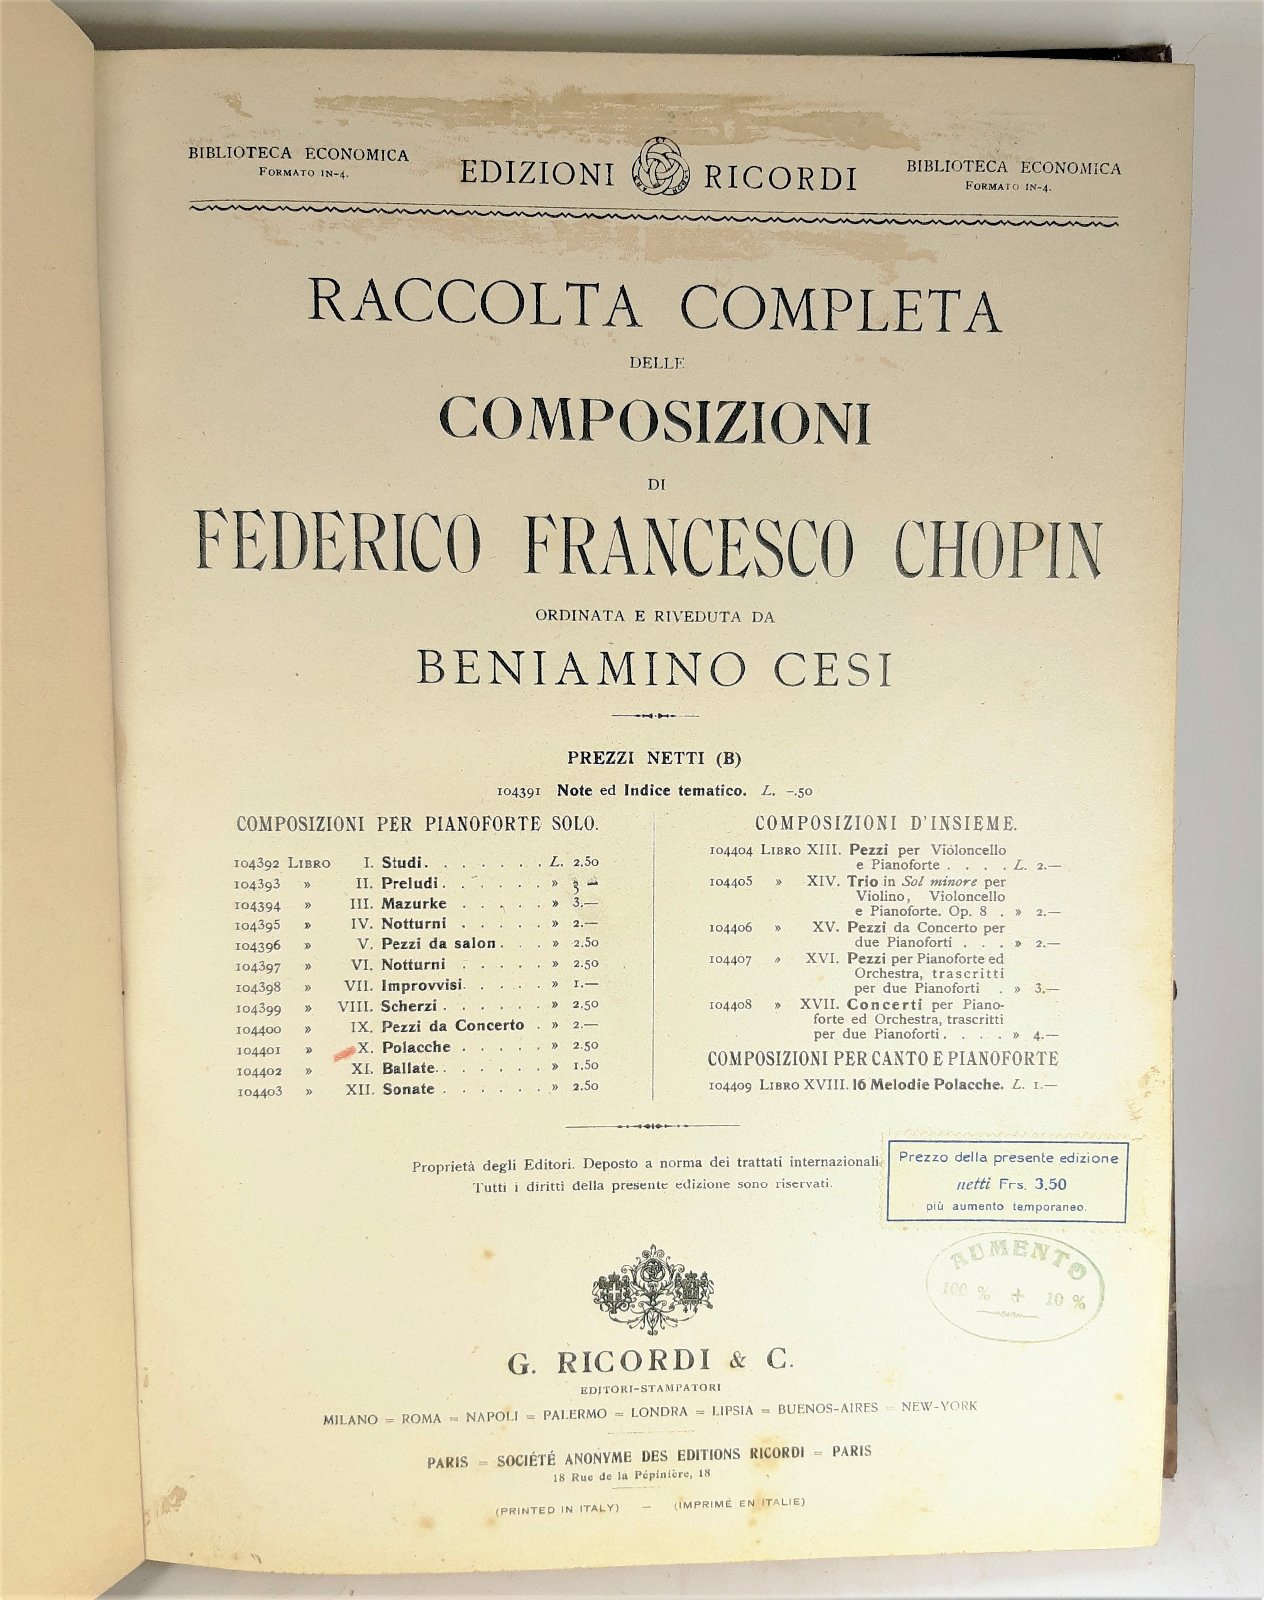 BIBLIOTECA ECONOMICA
FORMATO IN-4.
EDIZIONI RICORDI
BIBLIOTECA ECONOMICA
FORMATO IN-4.
RACCOLTA COMPLETA
DELLE
COMPOSIZIONI
DI
FEDERICO FRANCESCO CHOPIN
ORDINATA E RIVEDUTA DA
BENIAMINO CESI
PREZZI NETTI (B)
104391 Note ed Indice tematico. L. -.50
COMPOSIZIONI PER PIANOFORTE SOLO.
104392 LIBRO I. Studi. . . . . . . . L. 2.50
104393 » II. Preludi. . . . . . . » 3 —
104394 » III. Mazurke . . . . . » 3.—
104395 » IV. Notturni . . . . . » 2.—
104396 » V. Pezzi da salon. . . » 2.50
104397 » VI. Notturni . . . . . » 2.50
104398 » VII. Improvvisi. . . . . » 1.—
104399 » VIII. Scherzi. . . . . . » 2.50
104400 » IX. Pezzi da Concerto . » 2.—
104401 » X. Polacche . . . . . » 2.50
104402 » XI. Ballate. . . . . . . » 1.50
104403 » XII. Sonate . . . . . . » 2.50
COMPOSIZIONI D'INSIEME.
104404 LIBRO XIII. Pezzi per Violoncello
e Pianoforte . . . . L. 2.—
104405 » XIV. Trio in Sol minore per
Violino, Violoncello
e Pianoforte. Op. 8 . » 2.—
104406 » XV. Pezzi da Concerto per
due Pianoforti . . . » 2.—
104407 » XVI. Pezzi per Pianoforte ed
Orchestra, trascritti
per due Pianoforti . » 3.—
104408 » XVII. Concerti per Piano-
forte ed Orchestra, trascritti
per due Pianoforti. . . . » 4.—
COMPOSIZIONI PER CANTO E PIANOFORTE
104409 LIBRO XVIII. 16 Melodie Polacche. L. 1.—
Proprietà degli Editori. Deposto a norma dei trattati internazionali.
Tutti i diritti della presente edizione sono riservati.
Prezzo della presente edizione
netti Frs. 3.50
più aumento temporaneo.
AUMENTO
100 % + 10 %
G. RICORDI & C.
EDITORI-STAMPATORI
MILANO = ROMA = NAPOLI = PALERMO = LONDRA = LIPSIA = BUENOS-AIRES = NEW-YORK
PARIS = SOCIÉTÉ ANONYME DES EDITIONS RICORDI = PARIS
18 Rue de la Pépinière, 18
(PRINTED IN ITALY) — (IMPRIMÉ EN ITALIE)